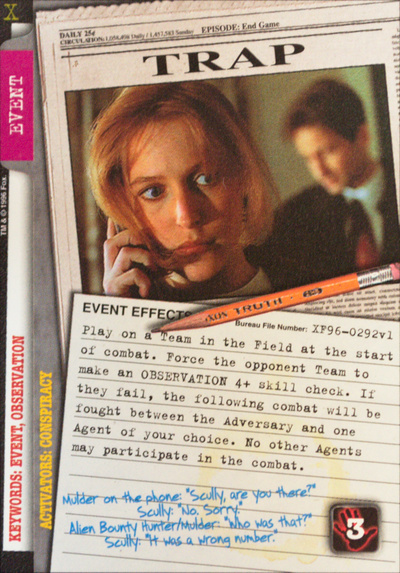 X
EVENT
TM & © 1996 Fox.
KEYWORDS: EVENT, OBSERVATION
ACTIVATORS: CONSPIRACY
DAILY 25¢
EPISODE: End Game
CIRCULATION: Daily / Sunday
TRAP
TRUTH
EVENT EFFECTS
Bureau File Number: XF96-0292v1
Play on a Team in the Field at the start
of combat. Force the opponent Team to
make an OBSERVATION 4+ skill check. If
they fail, the following combat will be
fought between the Adversary and one
Agent of your choice. No other Agents
may participate in the combat.
Mulder on the phone: "Scully, are you there?"
Scully: "No. Sorry."
Alien Bounty Hunter/Mulder: "Who was that?"
Scully: "It was a wrong number."
3